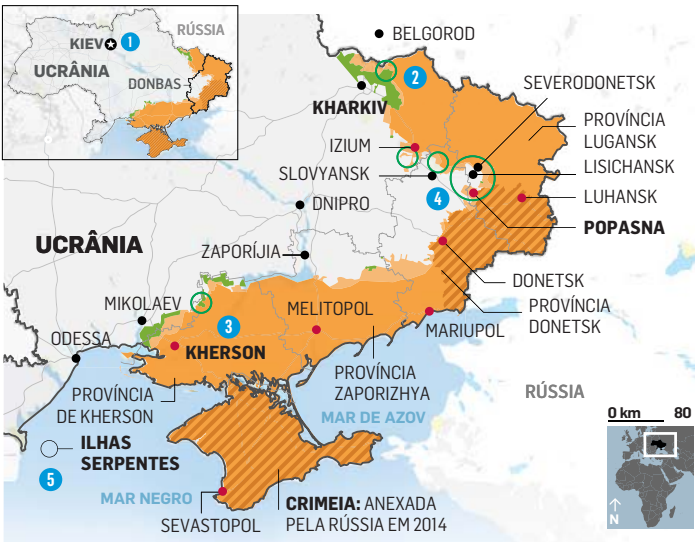 RÚSSIA
KIEV
1
UCRÂNIA
DONBAS
BELGOROD
2
KHARKIV
SEVERODONETSK
PROVÍNCIA
LUGANSK
IZIUM
LISICHANSK
SLOVYANSK
4
LUHANSK
DNIPRO
POPASNA
UCRÂNIA
ZAPORÍJIA
DONETSK
PROVÍNCIA
DONETSK
MIKOLAEV
MELITOPOL
MARIUPOL
ODESSA
3
KHERSON
PROVÍNCIA
ZAPORIZHYA
PROVÍNCIA
DE KHERSON
RÚSSIA
MAR DE AZOV
0 km 80
ILHAS
SERPENTES
5
MAR NEGRO
SEVASTOPOL
CRIMEIA: ANEXADA
PELA RÚSSIA EM 2014
N